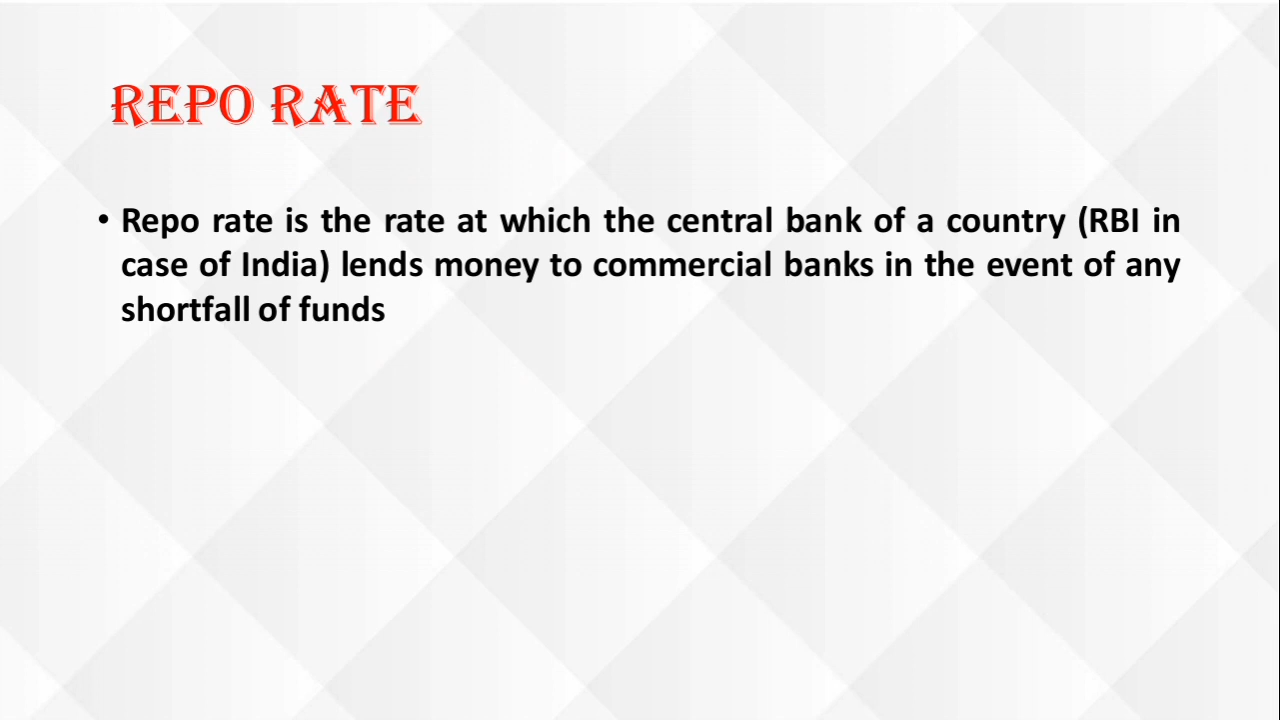 REPO RATE
• Repo rate is the rate at which the central bank of a country (RBI in
case of India) lends money to commercial banks in the event of any
shortfall of funds